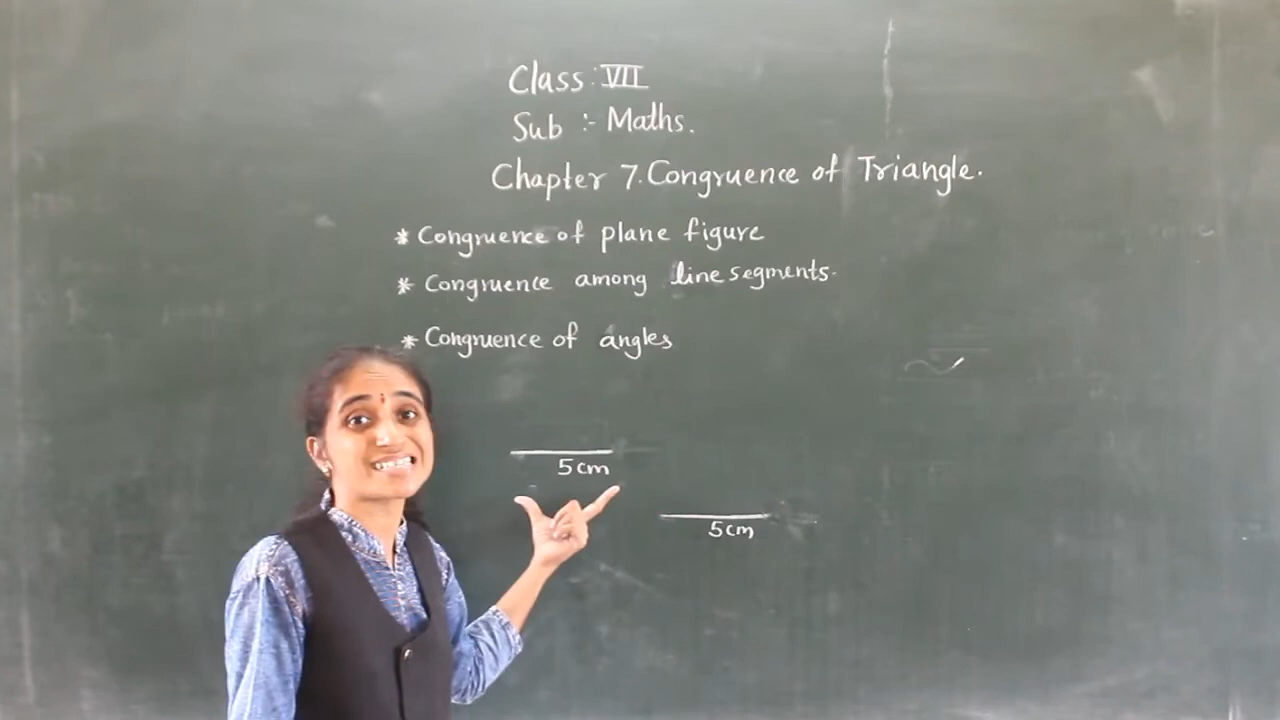 Class : VII
Sub :- Maths.
Chapter 7. Congruence of Triangle.
* Congruence of plane figure
* Congruence among line segments.
* Congruence of angles
5cm
5cm